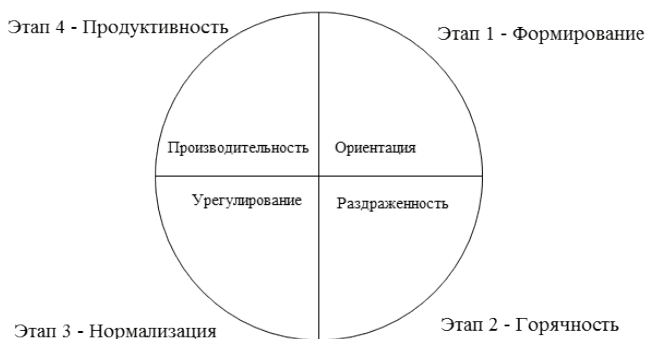 Этап 4 - Продуктивность
Этап 1 - Формирование
Производительность
Ориентация
Урегулирование
Раздраженность
Этап 3 - Нормализация
Этап 2 - Горячность